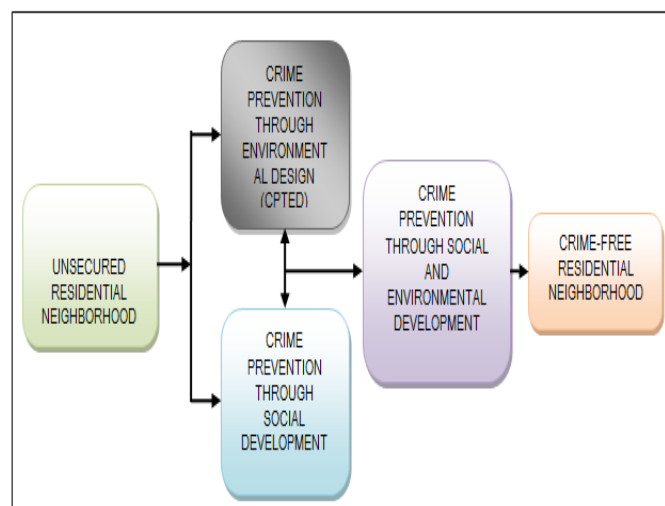 UNSECURED
RESIDENTIAL
NEIGHBORHOOD
CRIME
PREVENTION
THROUGH
ENVIRONMENT
AL DESIGN
(CPTED)
CRIME
PREVENTION
THROUGH
SOCIAL
DEVELOPMENT
CRIME
PREVENTION
THROUGH SOCIAL
AND
ENVIRONMENTAL
DEVELOPMENT
CRIME-FREE
RESIDENTIAL
NEIGHBORHOOD